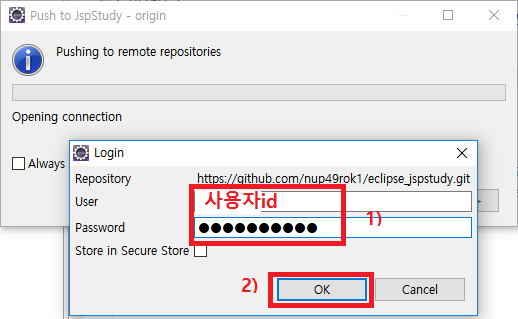 Push to JspStudy - origin
Pushing to remote repositories
Opening connection
Always
Login
Repository https://github.com/nup49rok1/eclipse_jspstudy.git
User 사용자id
Password ●●●●●●●●●● 1)
Store in Secure Store
2) OK Cancel